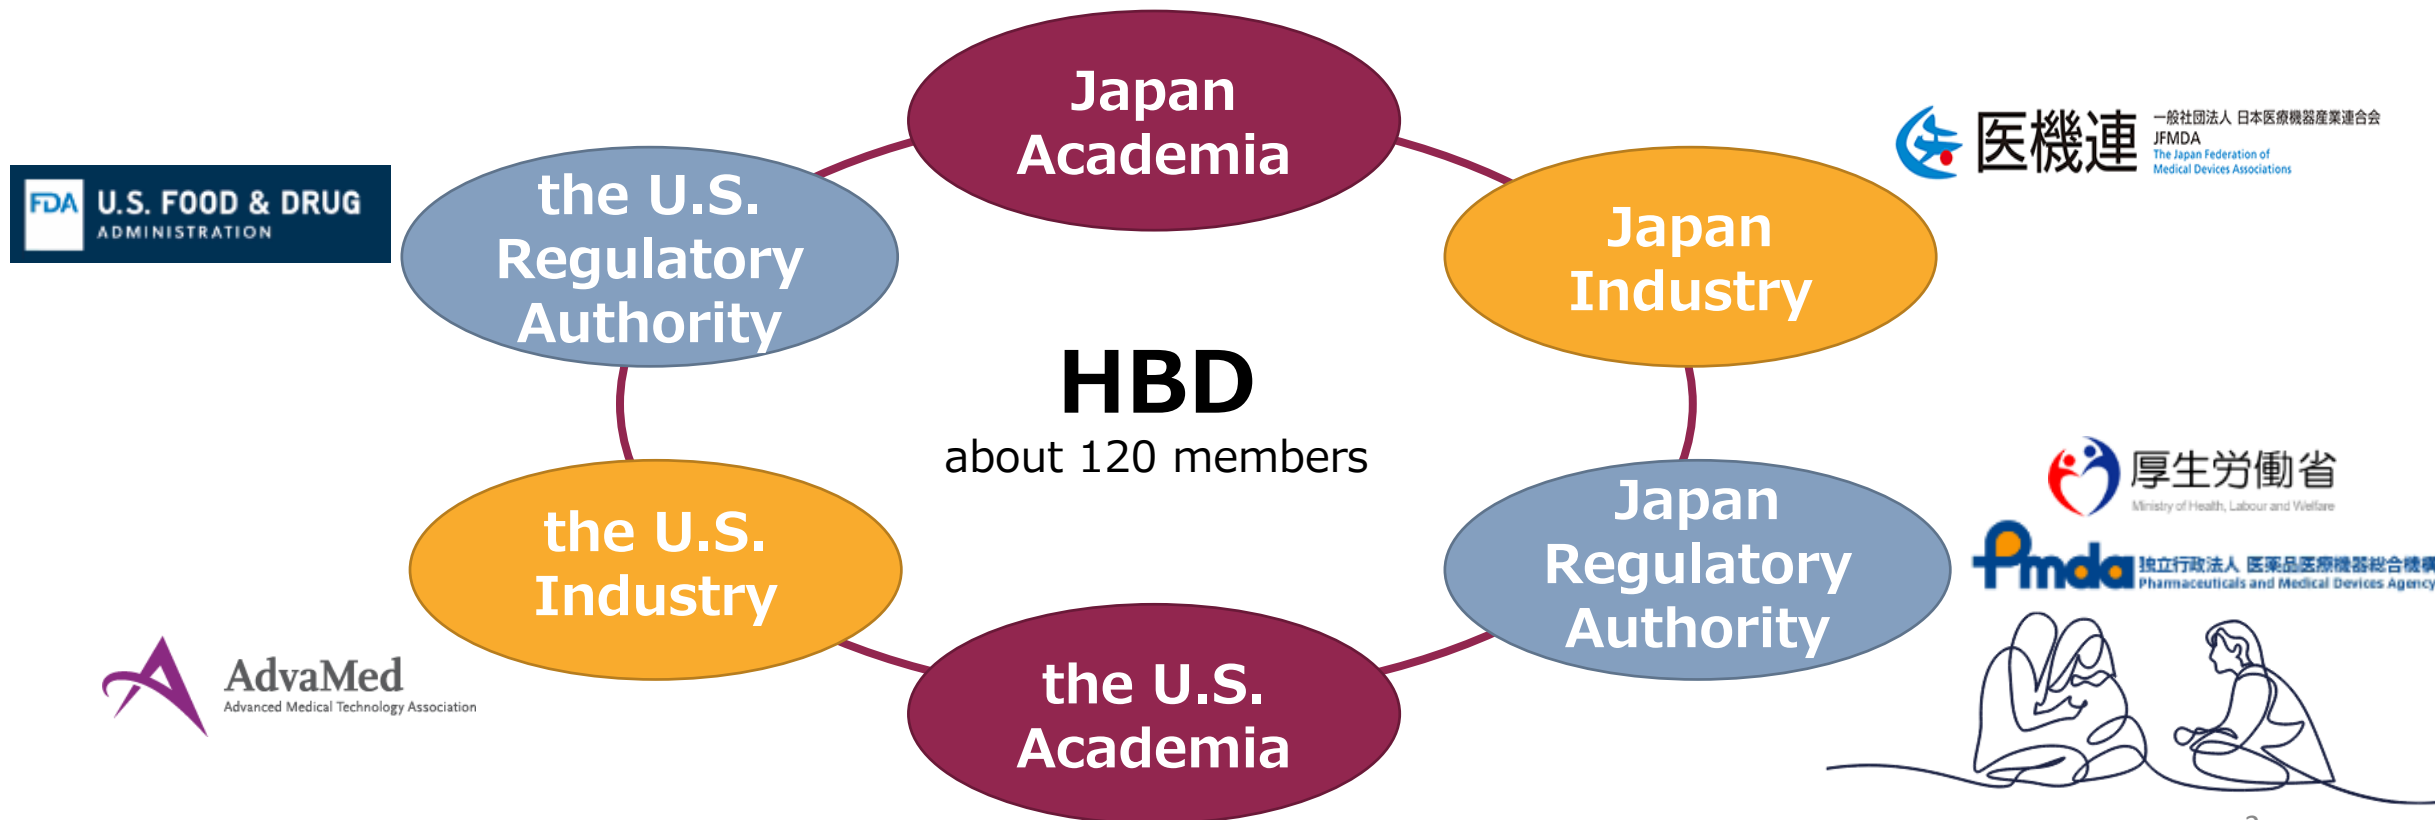 Japan
Academia
医機連
一般社団法人 日本医療機器産業連合会
JFMDA
The Japan Federation of
Medical Devices Associations
FDA
U.S. FOOD & DRUG
ADMINISTRATION
the U.S.
Regulatory
Authority
Japan
Industry
HBD
about 120 members
厚生労働省
Ministry of Health, Labour and Welfare
the U.S.
Industry
Japan
Regulatory
Authority
Pmda
独立行政法人 医薬品医療機器総合機構
Pharmaceuticals and Medical Devices Agency
AdvaMed
Advanced Medical Technology Association
the U.S.
Academia